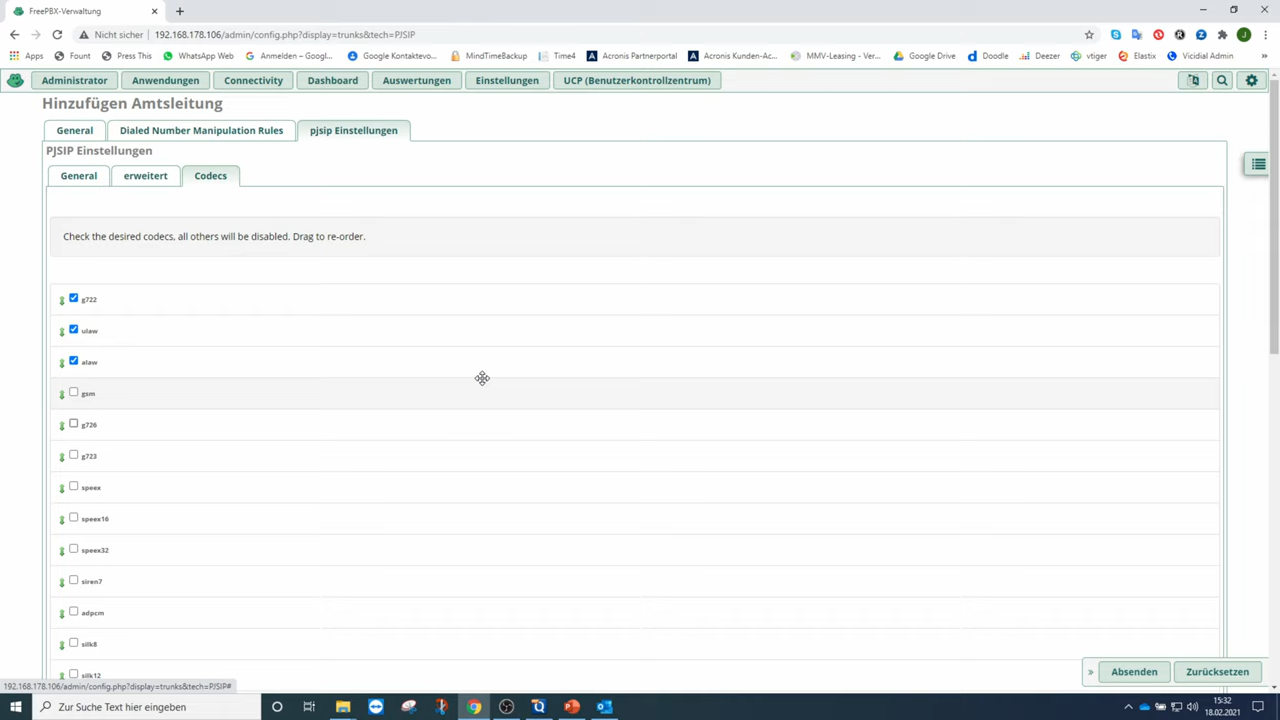 FreePBX-Verwaltung
Nicht sicher 192.168.178.106/admin/config.php?display=trunks&tech=PJSIP
Apps Fount Press This WhatsApp Web Anmelden – Googl... Google Kontaktevo... MindTimeBackup Time4 Acronis Partnerportal Acronis Kunden-Ac... MMV-Leasing - Ver... Google Drive Doodle Deezer vtiger Elastix Vicidial Admin »
Administrator Anwendungen Connectivity Dashboard Auswertungen Einstellungen UCP (Benutzerkontrollzentrum)
Hinzufügen Amtsleitung
General Dialed Number Manipulation Rules pjsip Einstellungen
PJSIP Einstellungen
General erweitert Codecs
Check the desired codecs, all others will be disabled. Drag to re-order.
g722
ulaw
alaw
gsm
g726
g723
speex
speex16
speex32
siren7
adpcm
silk8
silk12
» Absenden Zurücksetzen
192.168.178.106/admin/config.php?display=trunks&tech=PJSIP#
Zur Suche Text hier eingeben
15:32
18.02.2021